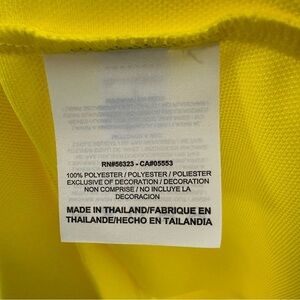 RN#56323 - CA#05553
100% POLYESTER / POLYESTER / POLIESTER
EXCLUSIVE OF DECORATION / DECORATION
NON COMPRISE / NO INCLUYE LA
DECORACION
MADE IN THAILAND/FABRIQUE EN
THAILANDE/HECHO EN TAILANDIA